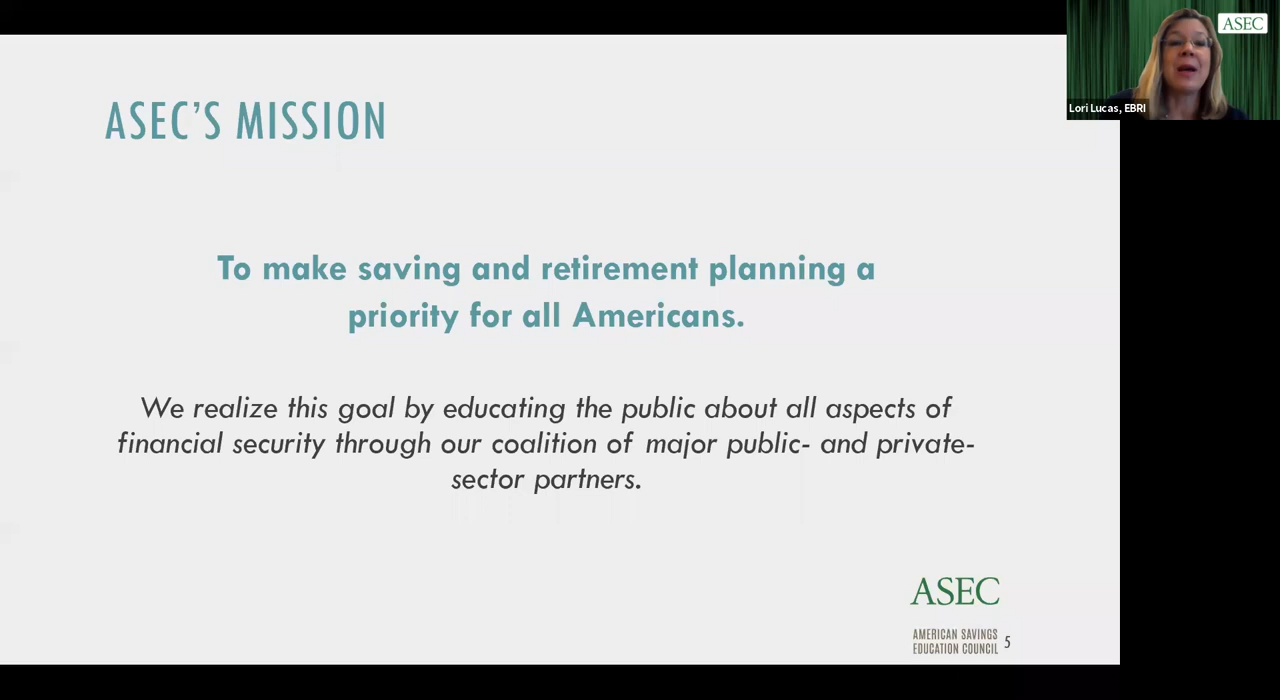 ASEC
Lori Lucas, EBRI
ASEC'S MISSION
To make saving and retirement planning a
priority for all Americans.
We realize this goal by educating the public about all aspects of
financial security through our coalition of major public- and private-
sector partners.
ASEC
AMERICAN SAVINGS
EDUCATION COUNCIL
5